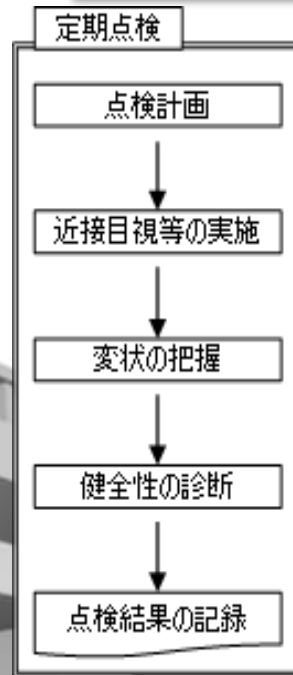 定期点検
点検計画
近接目視等の実施
変状の把握
健全性の診断
点検結果の記録